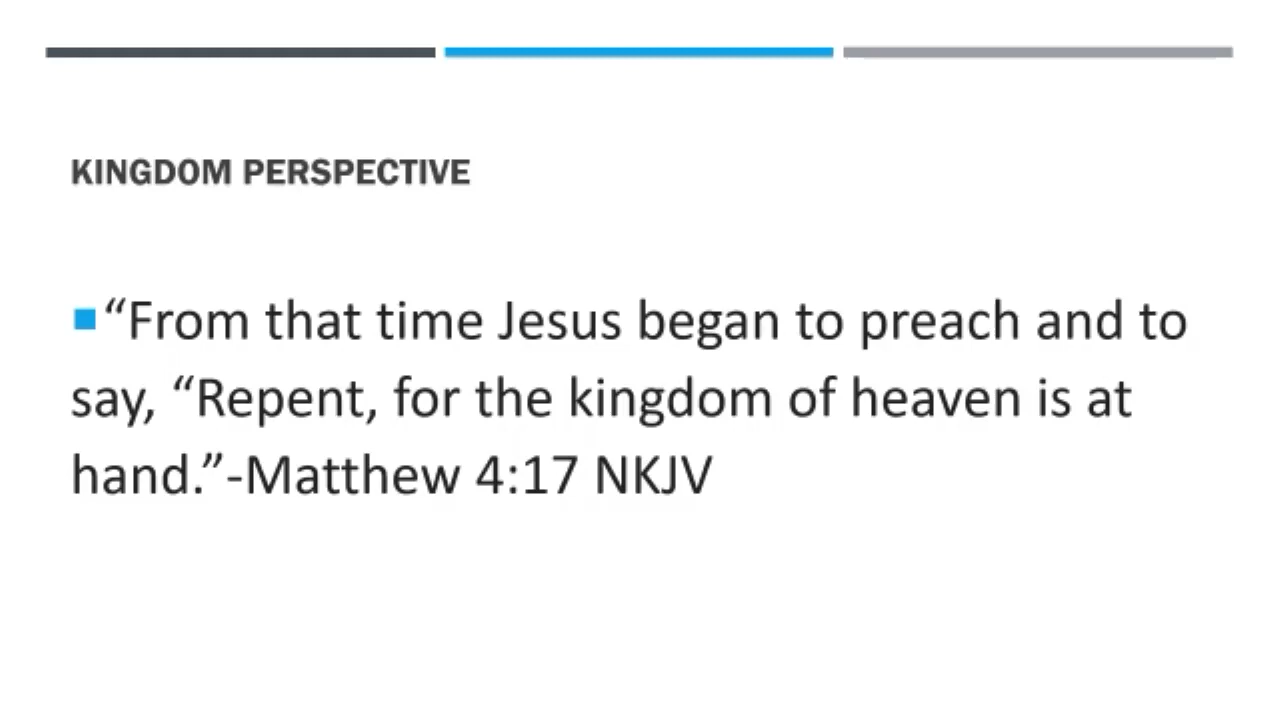 KINGDOM PERSPECTIVE
“From that time Jesus began to preach and to
say, “Repent, for the kingdom of heaven is at
hand.”-Matthew 4:17 NKJV